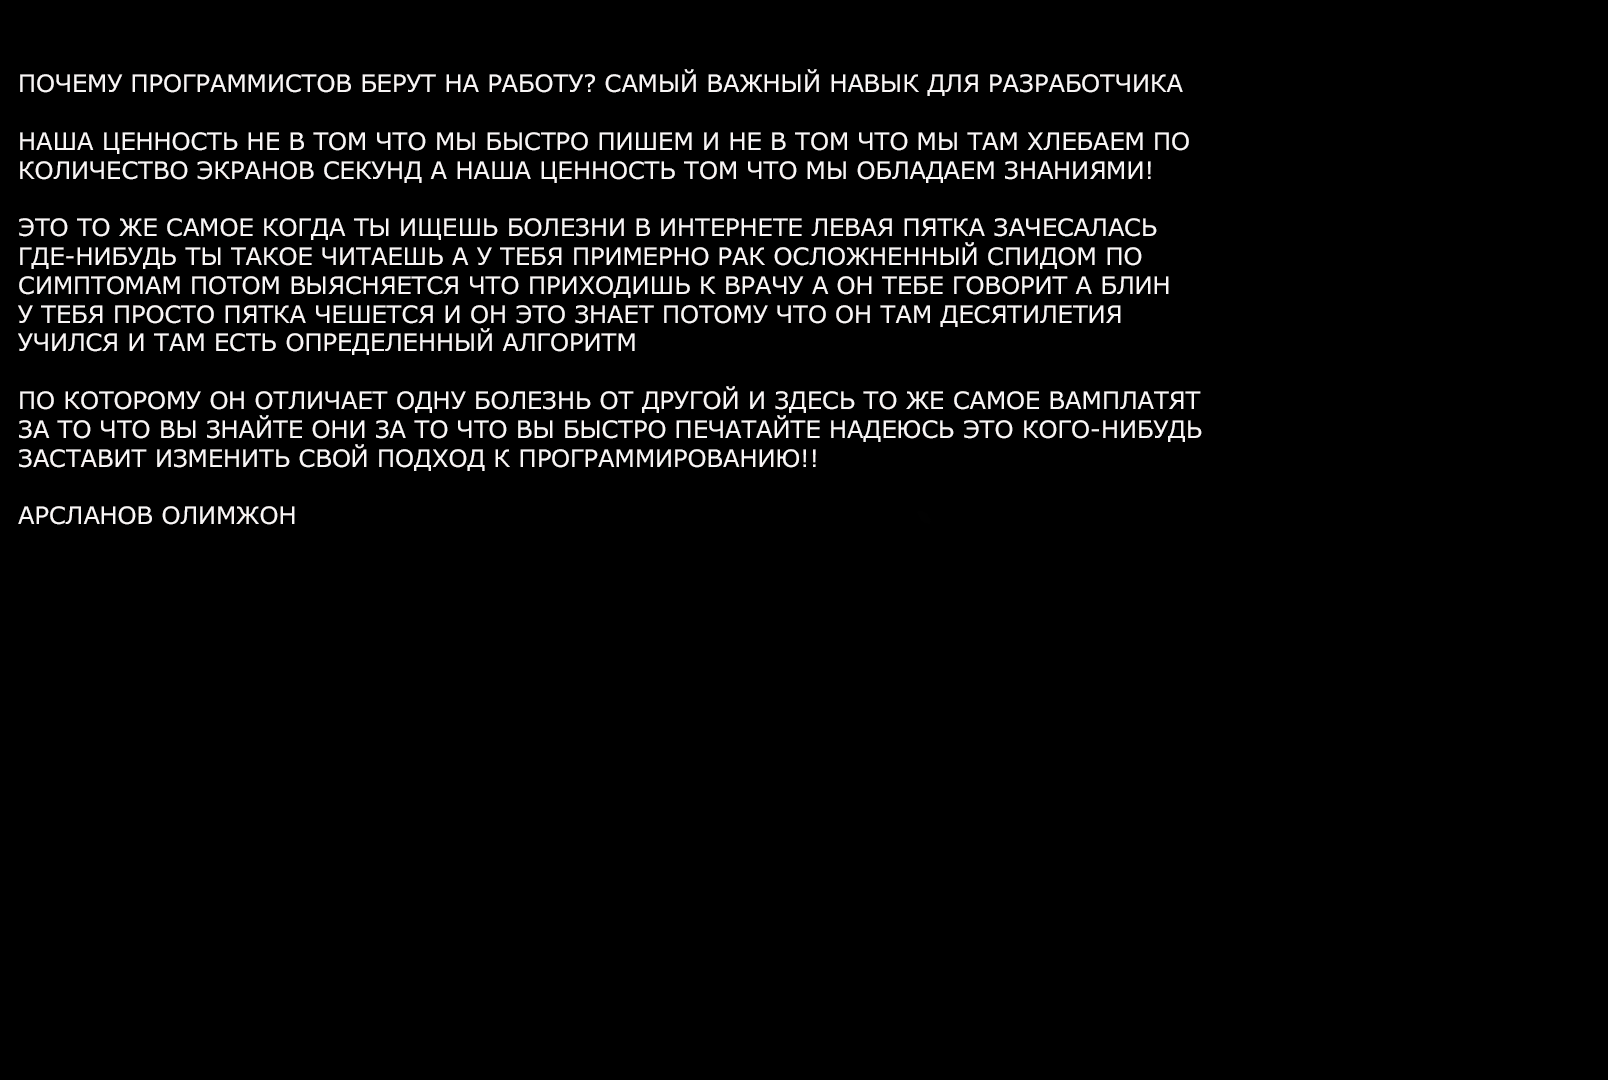 ПОЧЕМУ ПРОГРАММИСТОВ БЕРУТ НА РАБОТУ? САМЫЙ ВАЖНЫЙ НАВЫК ДЛЯ РАЗРАБОТЧИКА
НАША ЦЕННОСТЬ НЕ В ТОМ ЧТО МЫ БЫСТРО ПИШЕМ И НЕ В ТОМ ЧТО МЫ ТАМ ХЛЕБАЕМ ПО
КОЛИЧЕСТВО ЭКРАНОВ СЕКУНД А НАША ЦЕННОСТЬ ТОМ ЧТО МЫ ОБЛАДАЕМ ЗНАНИЯМИ!
ЭТО ТО ЖЕ САМОЕ КОГДА ТЫ ИЩЕШЬ БОЛЕЗНИ В ИНТЕРНЕТЕ ЛЕВАЯ ПЯТКА ЗАЧЕСАЛАСЬ
ГДЕ-НИБУДЬ ТЫ ТАКОЕ ЧИТАЕШЬ А У ТЕБЯ ПРИМЕРНО РАК ОСЛОЖНЕННЫЙ СПИДОМ ПО
СИМПТОМАМ ПОТОМ ВЫЯСНЯЕТСЯ ЧТО ПРИХОДИШЬ К ВРАЧУ А ОН ТЕБЕ ГОВОРИТ А БЛИН
У ТЕБЯ ПРОСТО ПЯТКА ЧЕШЕТСЯ И ОН ЭТО ЗНАЕТ ПОТОМУ ЧТО ОН ТАМ ДЕСЯТИЛЕТИЯ
УЧИЛСЯ И ТАМ ЕСТЬ ОПРЕДЕЛЕННЫЙ АЛГОРИТМ
ПО КОТОРОМУ ОН ОТЛИЧАЕТ ОДНУ БОЛЕЗНЬ ОТ ДРУГОЙ И ЗДЕСЬ ТО ЖЕ САМОЕ ВАМПЛАТЯТ
ЗА ТО ЧТО ВЫ ЗНАЙТЕ ОНИ ЗА ТО ЧТО ВЫ БЫСТРО ПЕЧАТАЙТЕ НАДЕЮСЬ ЭТО КОГО-НИБУДЬ
ЗАСТАВИТ ИЗМЕНИТЬ СВОЙ ПОДХОД К ПРОГРАММИРОВАНИЮ!!
АРСЛАНОВ ОЛИМЖОН